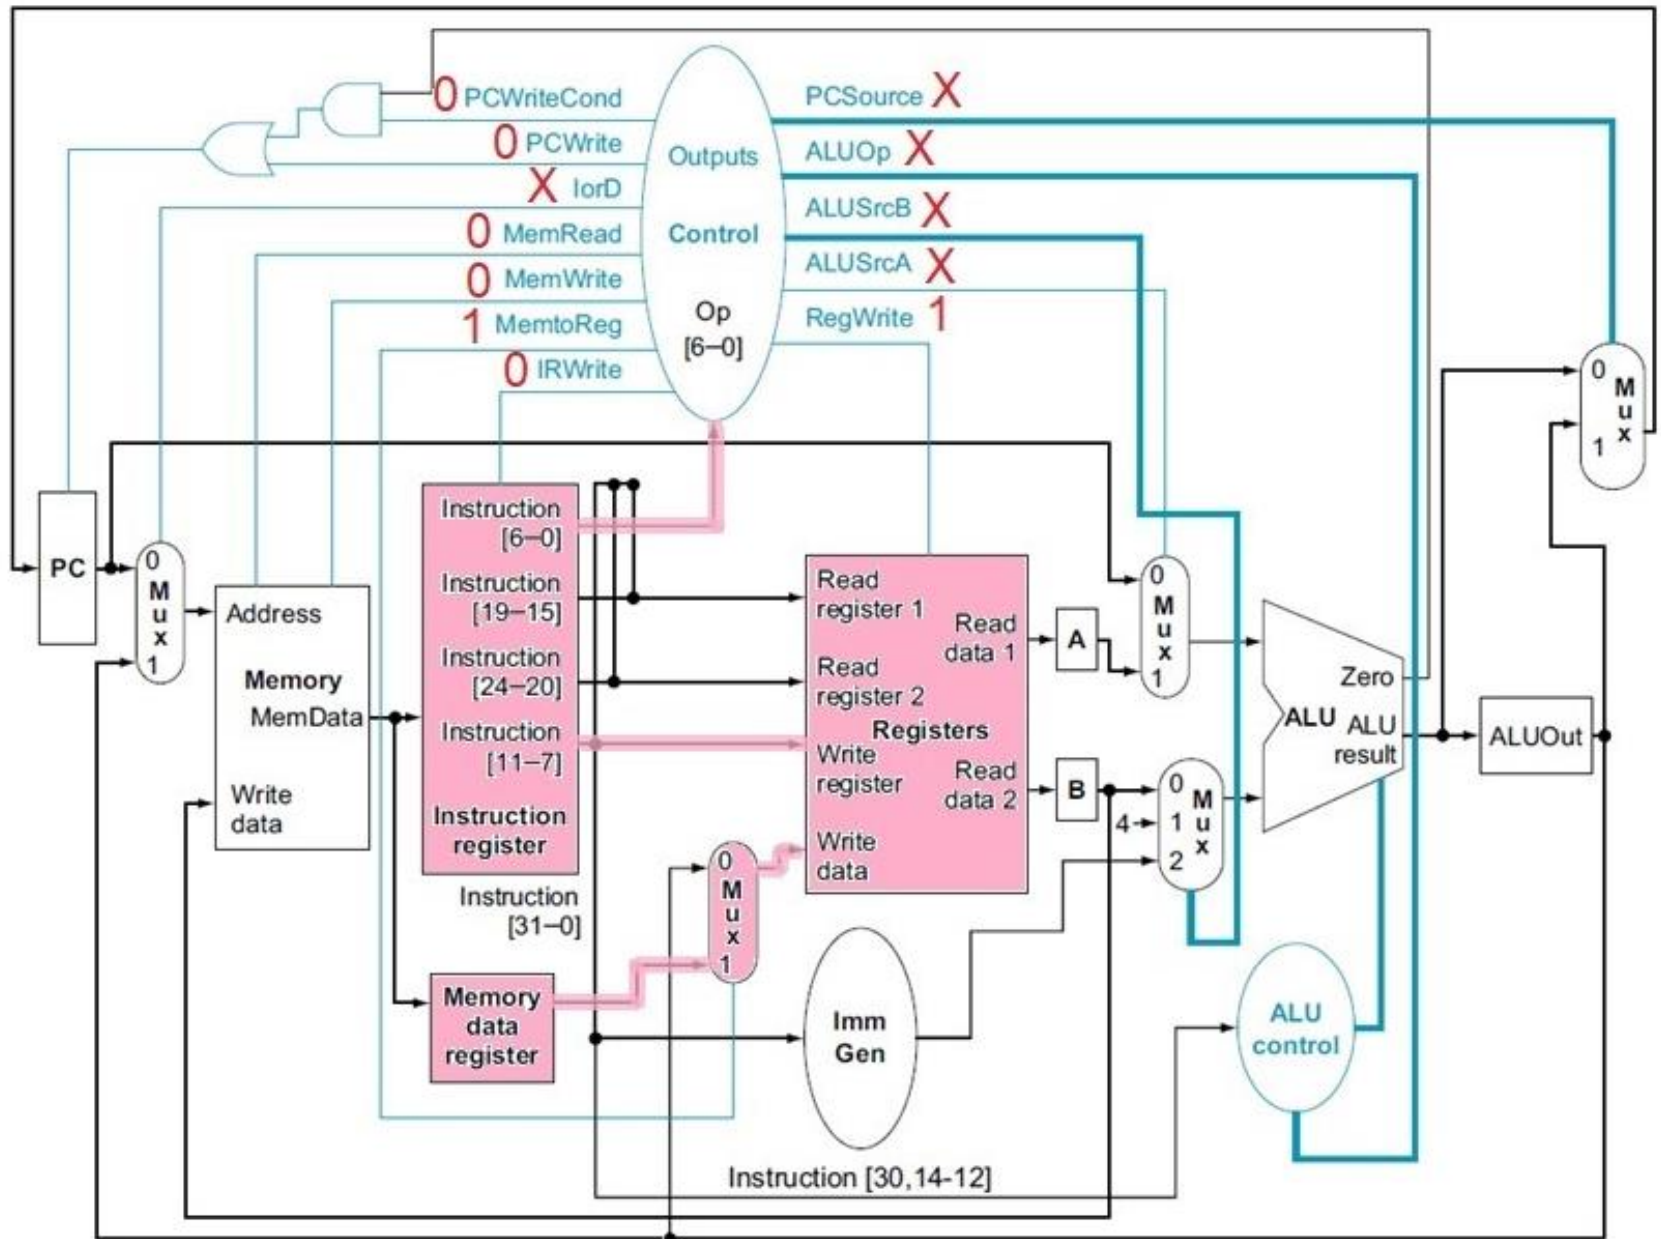 0 PCWriteCond
0 PCWrite
X IorD
0 MemRead
0 MemWrite
1 MemtoReg
0 IRWrite
Outputs
Control
Op
[6–0]
PCSource X
ALUOp X
ALUSrcB X
ALUSrcA X
RegWrite 1
0
M
u
x
1
PC
0
M
u
x
1
Address
Memory
MemData
Write
data
Instruction
[6–0]
Instruction
[19–15]
Instruction
[24–20]
Instruction
[11–7]
Instruction
register
Instruction
[31–0]
Memory
data
register
0
M
u
x
1
Read
register 1
Read
register 2
Registers
Write
register
Write
data
Read
data 1
Read
data 2
Imm
Gen
A
B
0
M
u
x
1
0
4 1
2
M
u
x
Zero
ALU
ALU
result
ALUOut
ALU
control
Instruction [30,14-12]